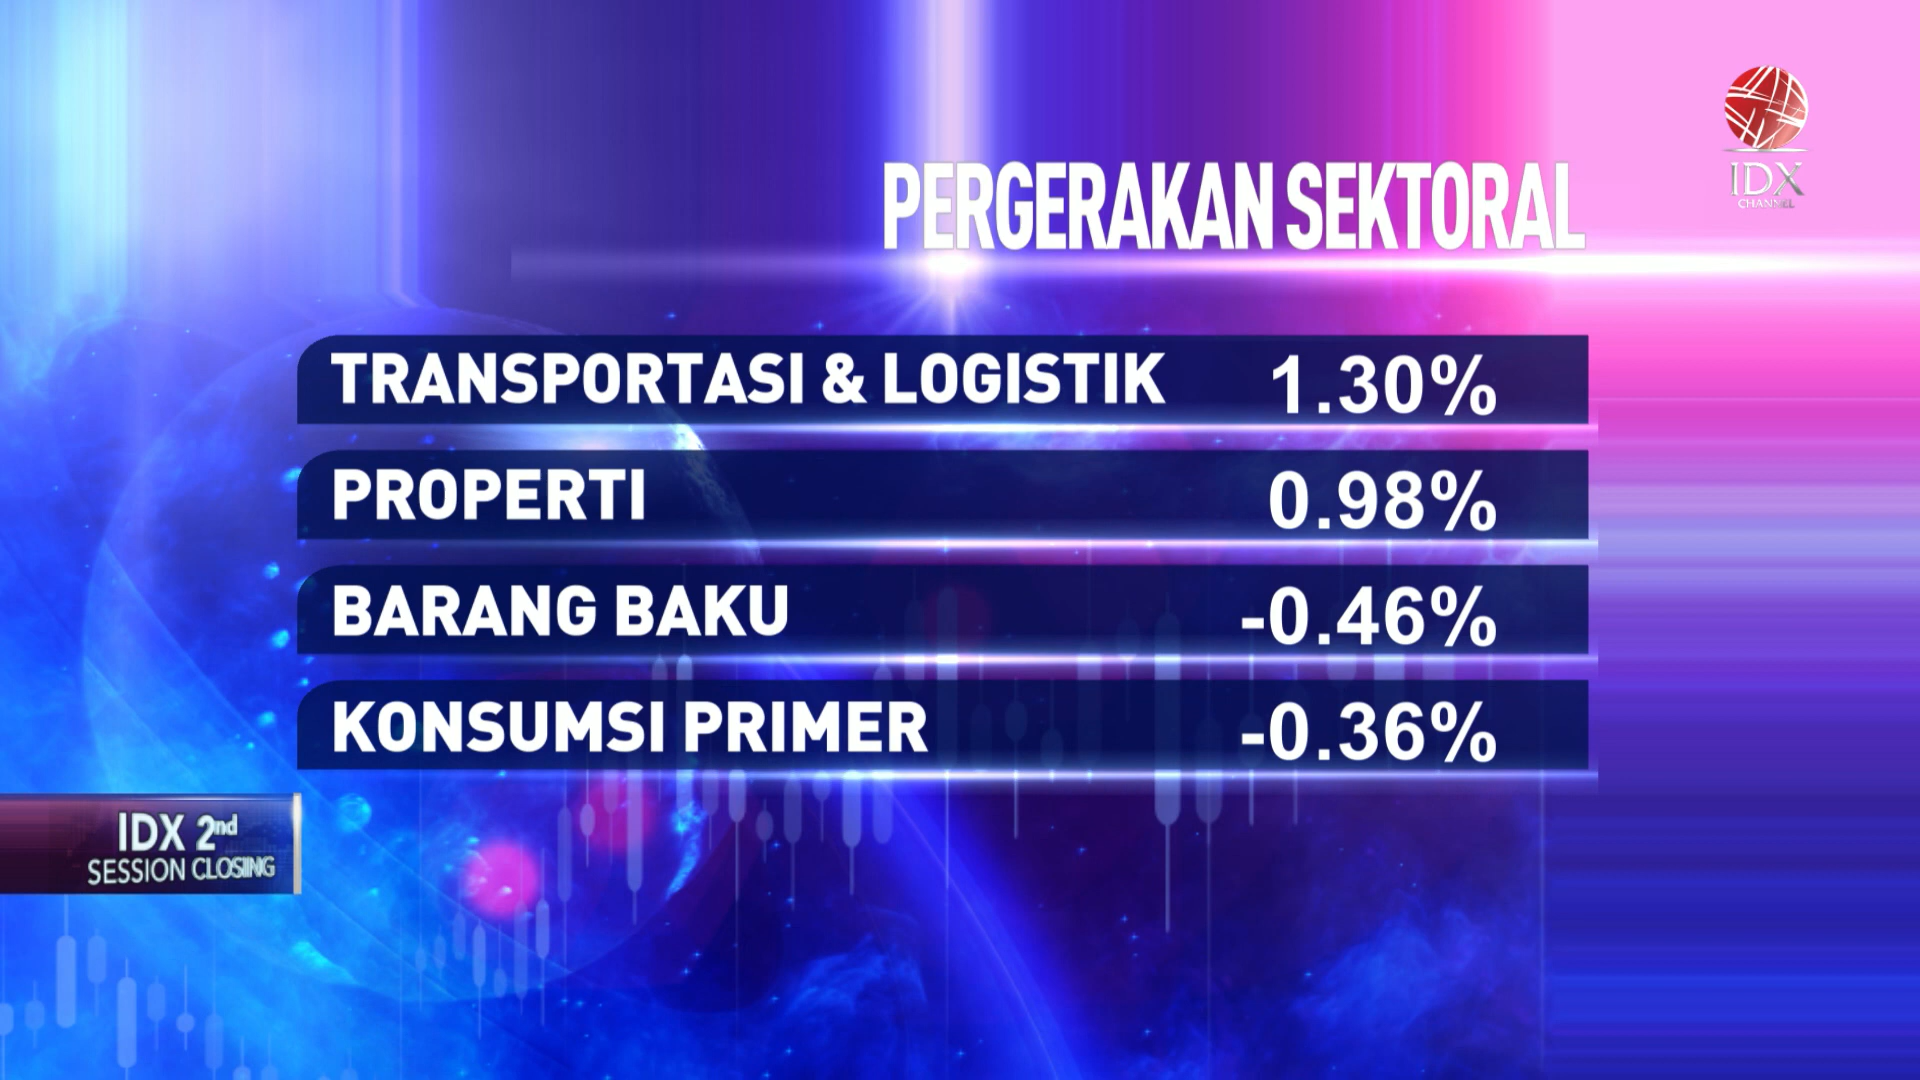 IDX
CHANNEL
PERGERAKAN SEKTORAL
TRANSPORTASI & LOGISTIK 1.30%
PROPERTI 0.98%
BARANG BAKU -0.46%
KONSUMSI PRIMER -0.36%
IDX 2nd
SESSION CLOSING